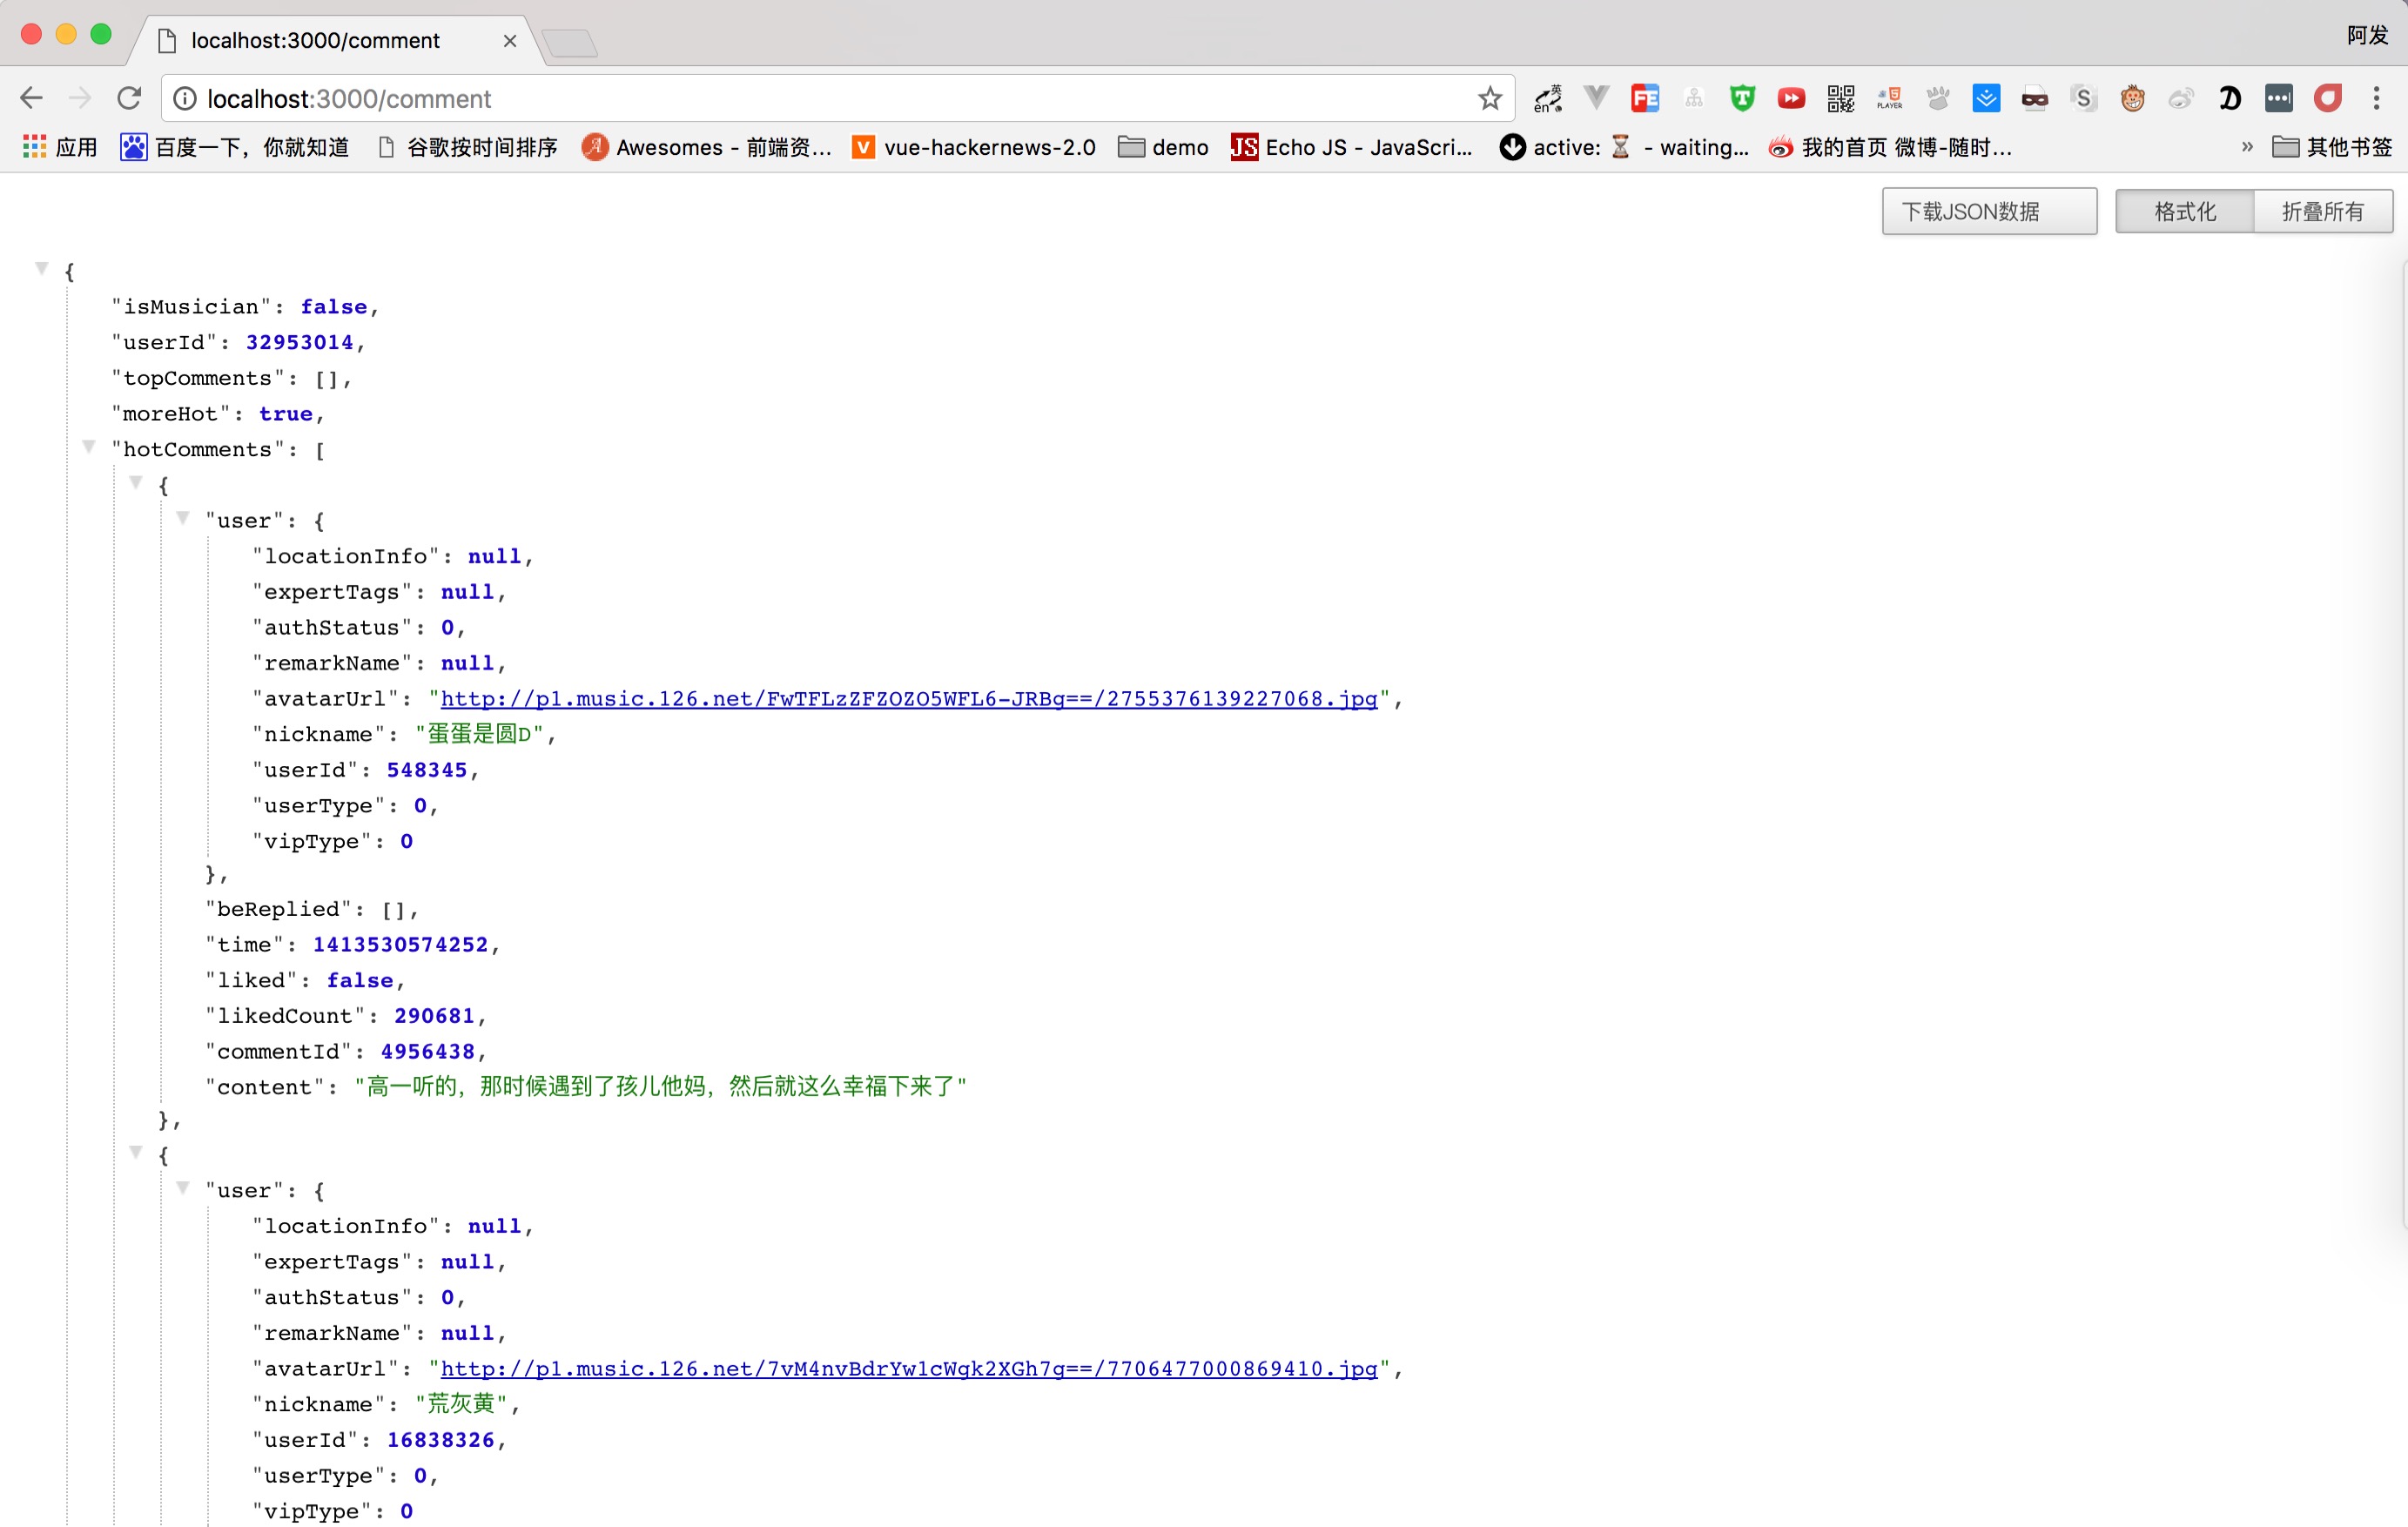 localhost:3000/comment
阿发
localhost:3000/comment
英
en
FE
T
PLAYER
S
D
应用 百度一下，你就知道 谷歌按时间排序 Awesomes - 前端资... V vue-hackernews-2.0 demo JS Echo JS - JavaScri... active: ⏳ - waiting... 我的首页 微博-随时... » 其他书签
下载JSON数据 格式化 折叠所有
{
"isMusician": false,
"userId": 32953014,
"topComments": [],
"moreHot": true,
"hotComments": [
{
"user": {
"locationInfo": null,
"expertTags": null,
"authStatus": 0,
"remarkName": null,
"avatarUrl": "http://p1.music.126.net/FwTFLzZFZOZO5WFL6-JRBg==/2755376139227068.jpg",
"nickname": "蛋蛋是圆D",
"userId": 548345,
"userType": 0,
"vipType": 0
},
"beReplied": [],
"time": 1413530574252,
"liked": false,
"likedCount": 290681,
"commentId": 4956438,
"content": "高一听的，那时候遇到了孩儿他妈，然后就这么幸福下来了"
},
{
"user": {
"locationInfo": null,
"expertTags": null,
"authStatus": 0,
"remarkName": null,
"avatarUrl": "http://p1.music.126.net/7vM4nvBdrYw1cWgk2XGh7g==/7706477000869410.jpg",
"nickname": "荒灰黄",
"userId": 16838326,
"userType": 0,
"vipType": 0